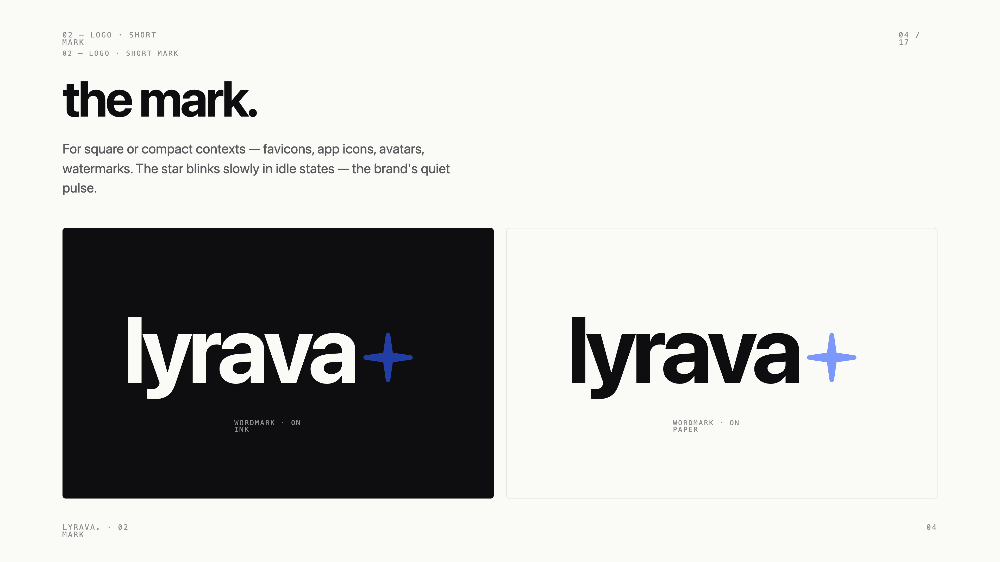 02 — LOGO · SHORT
MARK
04 /
17
02 — LOGO · SHORT MARK
the mark.
For square or compact contexts — favicons, app icons, avatars,
watermarks. The star blinks slowly in idle states — the brand's quiet
pulse.
lyrava
WORDMARK · ON
INK
lyrava
WORDMARK · ON
PAPER
LYRAVA. · 02
MARK
04